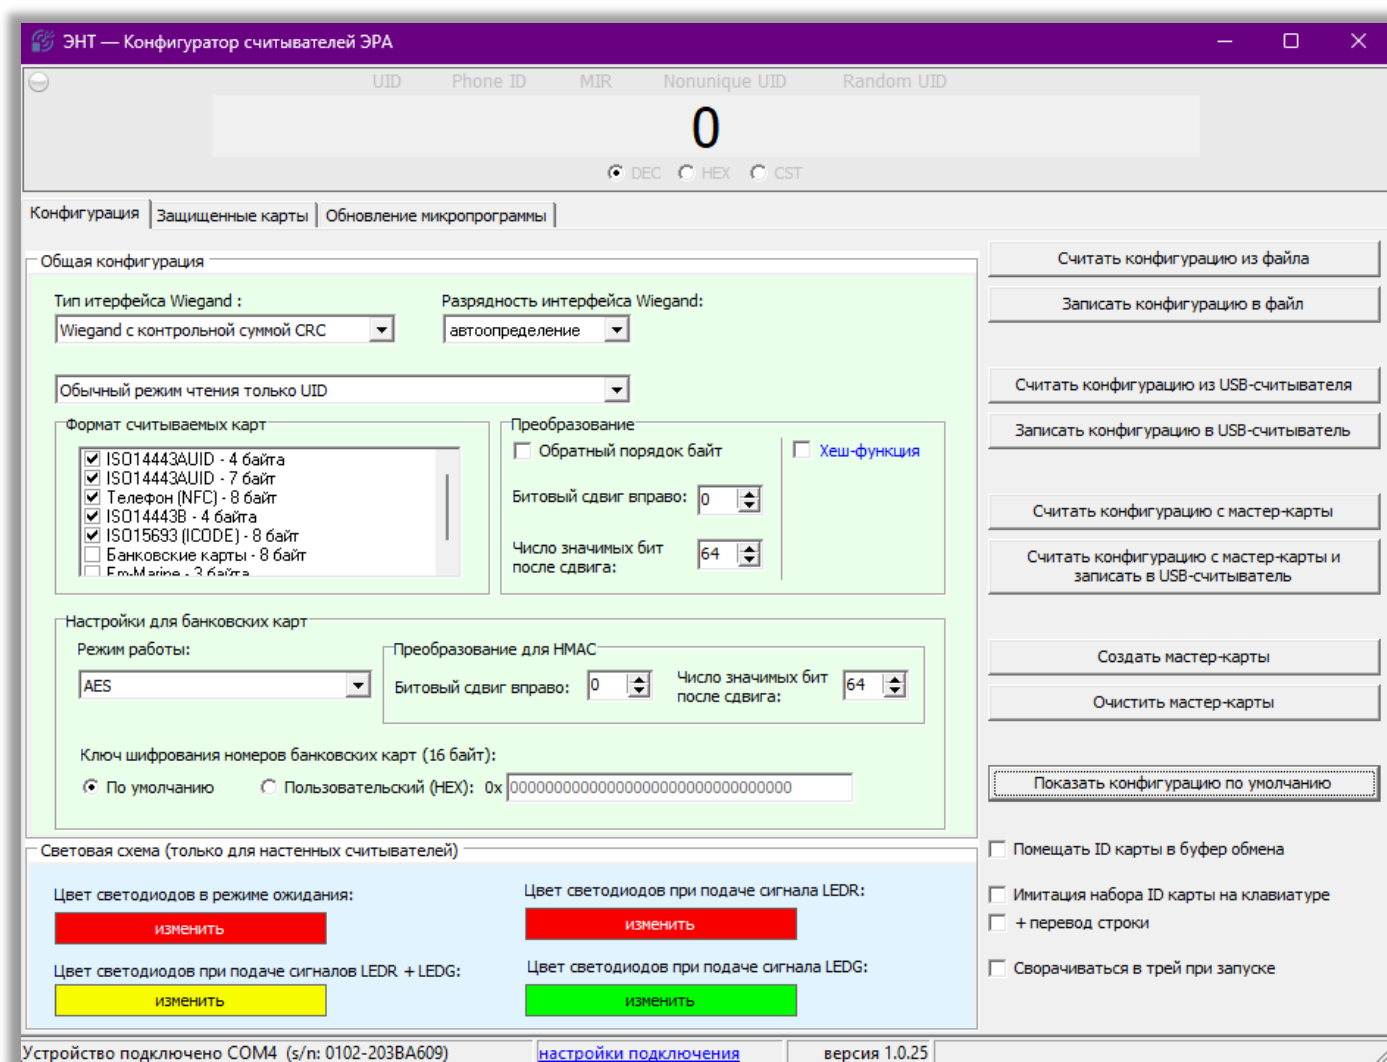 ЭНТ — Конфигуратор считывателей ЭРА
UID Phone ID MIR Nonunique UID Random UID
0
DEC HEX CST
Конфигурация Защищенные карты Обновление микропрограммы
Общая конфигурация
Тип итерфейса Wiegand : Разрядность интерфейса Wiegand:
Wiegand с контрольной суммой CRC автоопределение
Обычный режим чтения только UID
Формат считываемых карт
ISO14443AUID - 4 байта
ISO14443AUID - 7 байт
Телефон (NFC) - 8 байт
ISO14443B - 4 байта
ISO15693 (ICODE) - 8 байт
Банковские карты - 8 байт
Em-Marine - 3 байта
Преобразование
Обратный порядок байт Хеш-функция
Битовый сдвиг вправо: 0
Число значимых бит
после сдвига: 64
Настройки для банковских карт
Режим работы:
AES
Преобразование для HMAC
Битовый сдвиг вправо: 0 Число значимых бит
после сдвига: 64
Ключ шифрования номеров банковских карт (16 байт):
По умолчанию Пользовательский (HEX): 0x 00000000000000000000000000000000
Световая схема (только для настенных считывателей)
Цвет светодиодов в режиме ожидания: Цвет светодиодов при подаче сигнала LEDR:
изменить изменить
Цвет светодиодов при подаче сигналов LEDR + LEDG: Цвет светодиодов при подаче сигнала LEDG:
изменить изменить
Считать конфигурацию из файла
Записать конфигурацию в файл
Считать конфигурацию из USB-считывателя
Записать конфигурацию в USB-считыватель
Считать конфигурацию с мастер-карты
Считать конфигурацию с мастер-карты и
записать в USB-считыватель
Создать мастер-карты
Очистить мастер-карты
Показать конфигурацию по умолчанию
Помещать ID карты в буфер обмена
Имитация набора ID карты на клавиатуре
+ перевод строки
Сворачиваться в трей при запуске
Устройство подключено COM4 (s/n: 0102-203BA609) настройки подключения версия 1.0.25